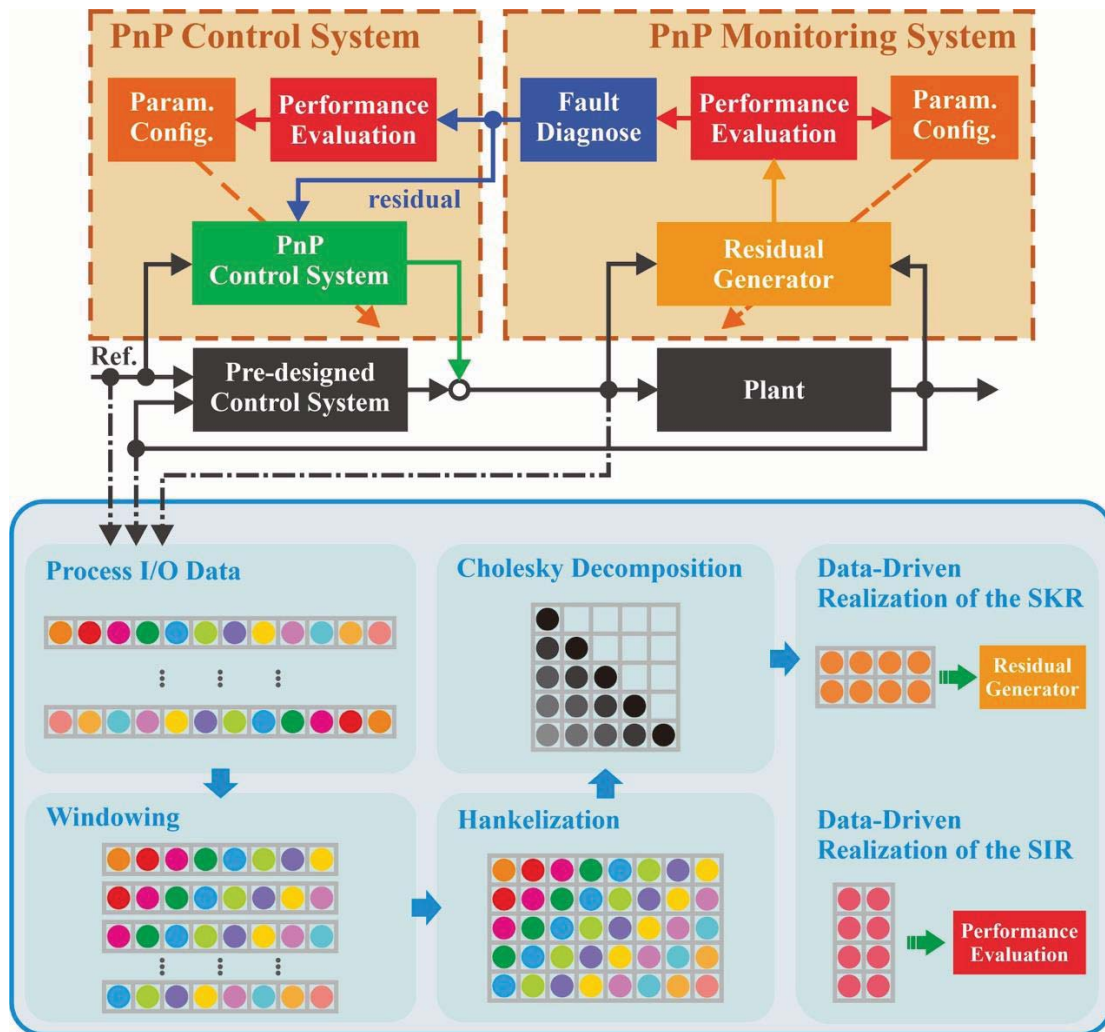 PnP Control System
PnP Monitoring System
Param.
Config.
Performance
Evaluation
Fault
Diagnose
Performance
Evaluation
Param.
Config.
residual
PnP
Control System
Residual
Generator
Ref.
Pre-designed
Control System
Plant
Process I/O Data
Cholesky Decomposition
Data-Driven
Realization of the SKR
Residual
Generator
Windowing
Hankelization
Data-Driven
Realization of the SIR
Performance
Evaluation